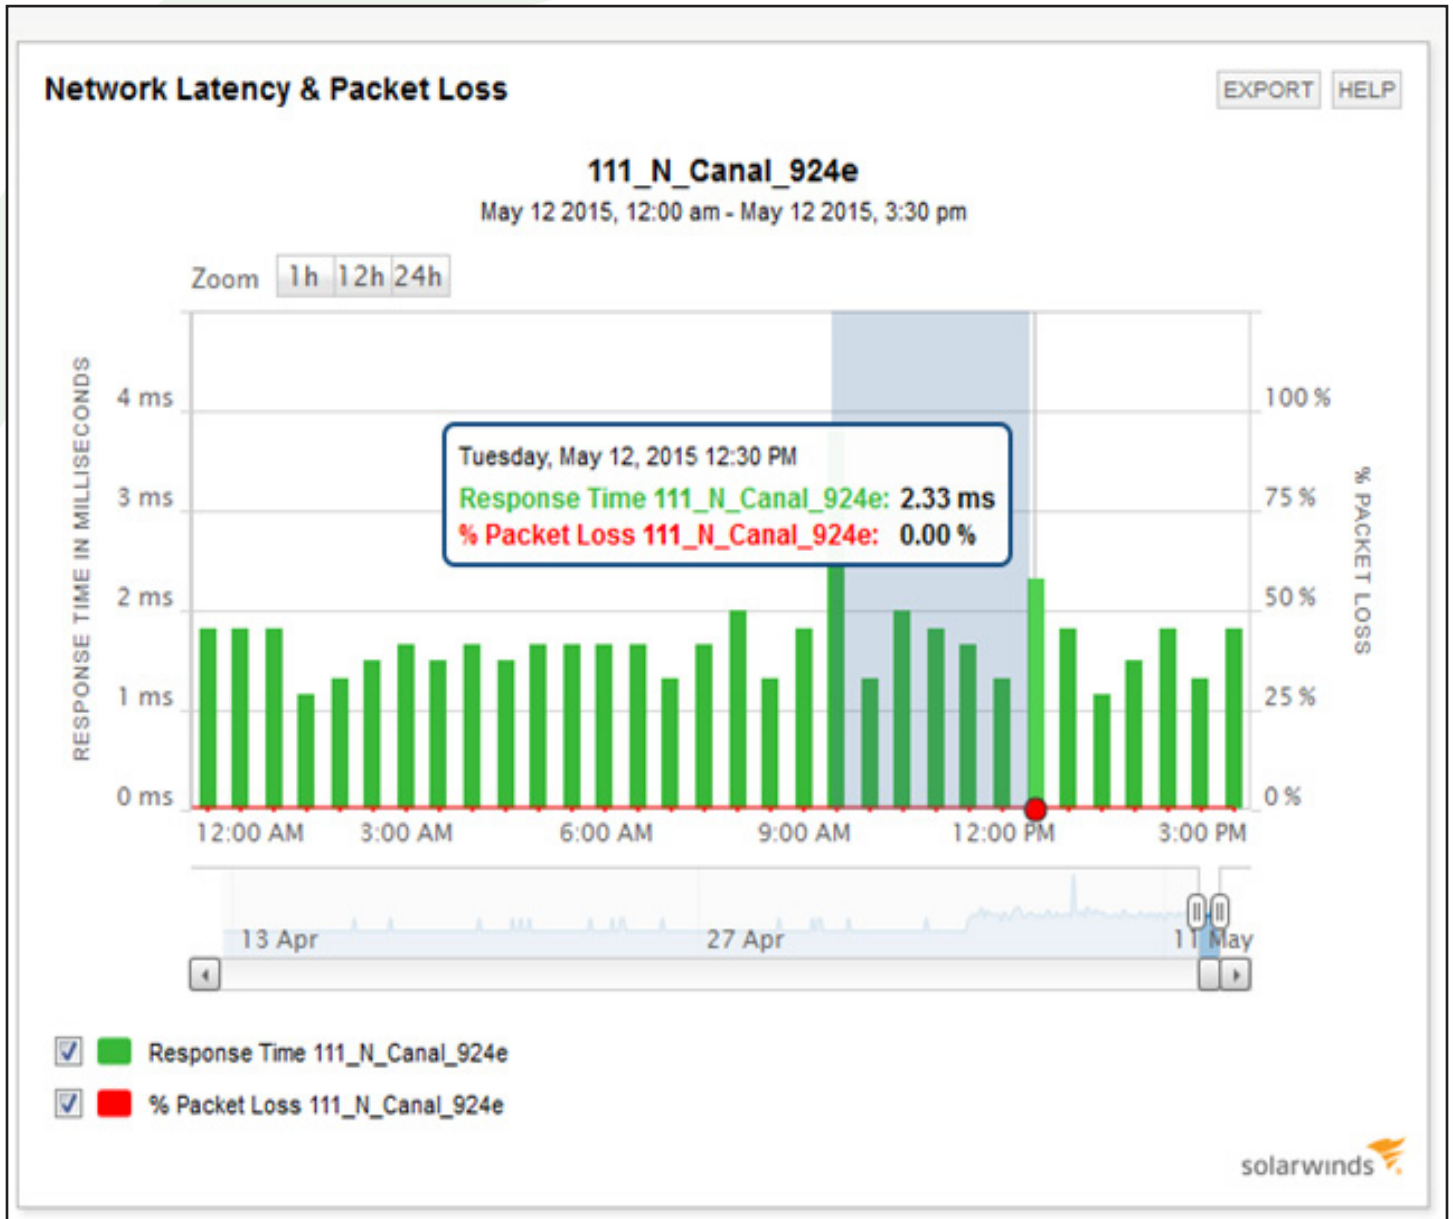 Network Latency & Packet Loss
EXPORT HELP
111_N_Canal_924e
May 12 2015, 12:00 am - May 12 2015, 3:30 pm
Zoom 1h 12h 24h
RESPONSE TIME IN MILLISECONDS
4 ms
3 ms
2 ms
1 ms
0 ms
Tuesday, May 12, 2015 12:30 PM
Response Time 111_N_Canal_924e: 2.33 ms
% Packet Loss 111_N_Canal_924e: 0.00 %
100 %
75 %
50 %
25 %
0 %
% PACKET LOSS
12:00 AM 3:00 AM 6:00 AM 9:00 AM 12:00 PM 3:00 PM
13 Apr 27 Apr 11 May
Response Time 111_N_Canal_924e
% Packet Loss 111_N_Canal_924e
solarwinds